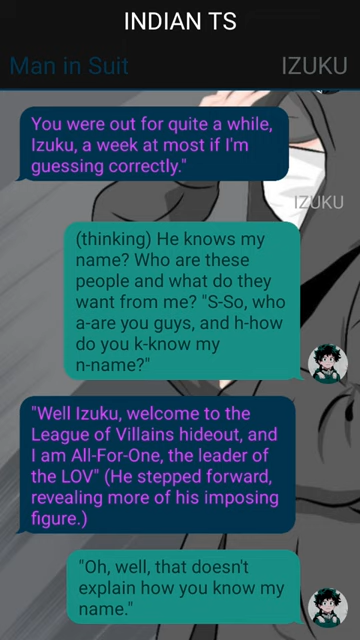 INDIAN TS
Man in Suit
IZUKU
You were out for quite a while,
Izuku, a week at most if I'm
guessing correctly."
IZUKU
(thinking) He knows my
name? Who are these
people and what do they
want from me? "S-So, who
a-are you guys, and h-how
do you k-know my
n-name?"
"Well Izuku, welcome to the
League of Villains hideout, and
I am All-For-One, the leader of
the LOV" (He stepped forward,
revealing more of his imposing
figure.)
"Oh, well, that doesn't
explain how you know my
name."